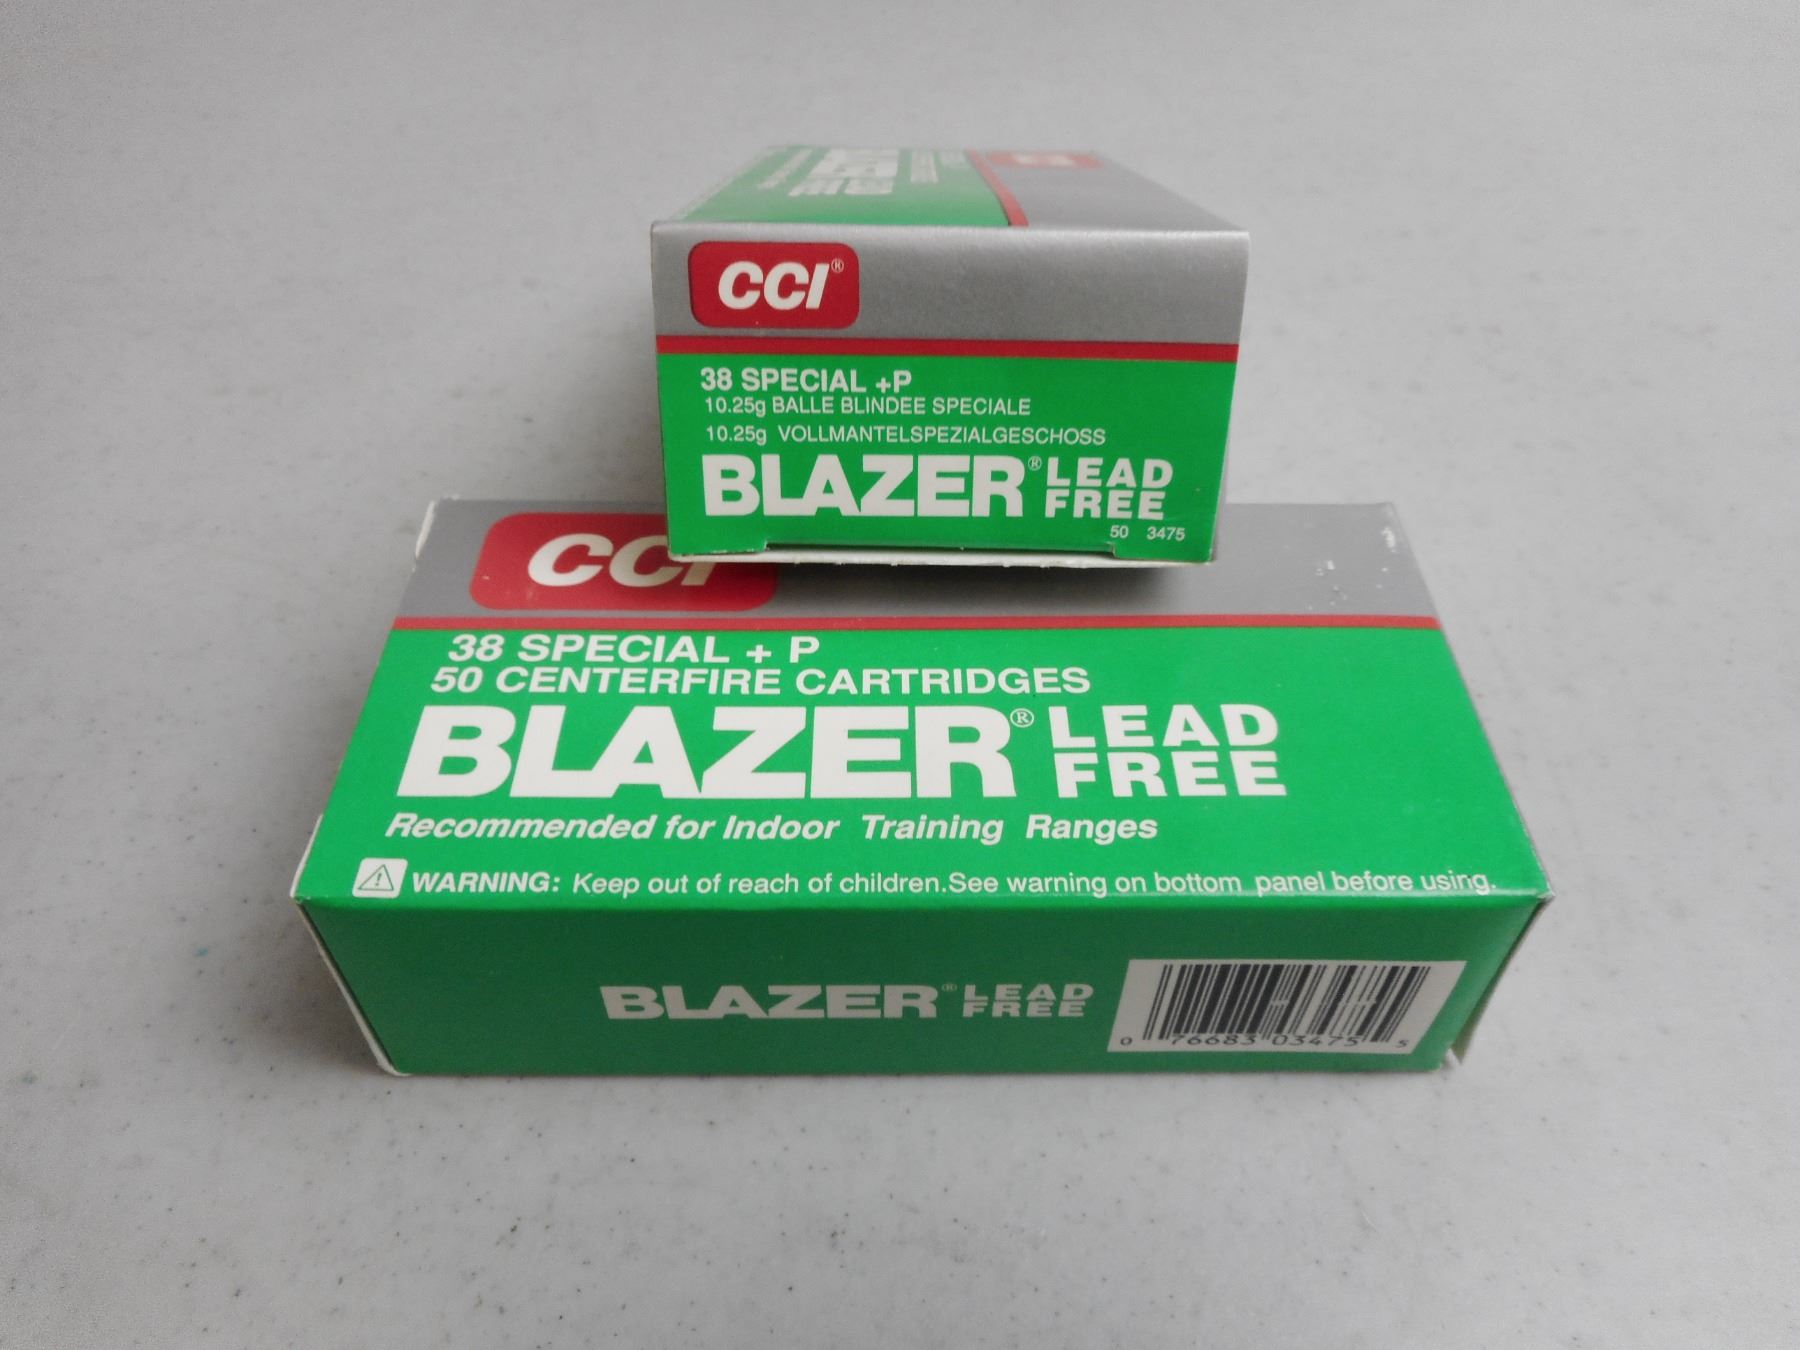 CCI®
38 SPECIAL +P
10.25g BALLE BLINDEE SPECIALE
10.25g VOLLMANTELSPEZIALGESCHOSS
BLAZER® LEAD FREE
50 3475
CCI
38 SPECIAL + P
50 CENTERFIRE CARTRIDGES
BLAZER® LEAD FREE
Recommended for Indoor Training Ranges
WARNING: Keep out of reach of children.See warning on bottom panel before using.
BLAZER® LEAD FREE
0 76683 03475 5